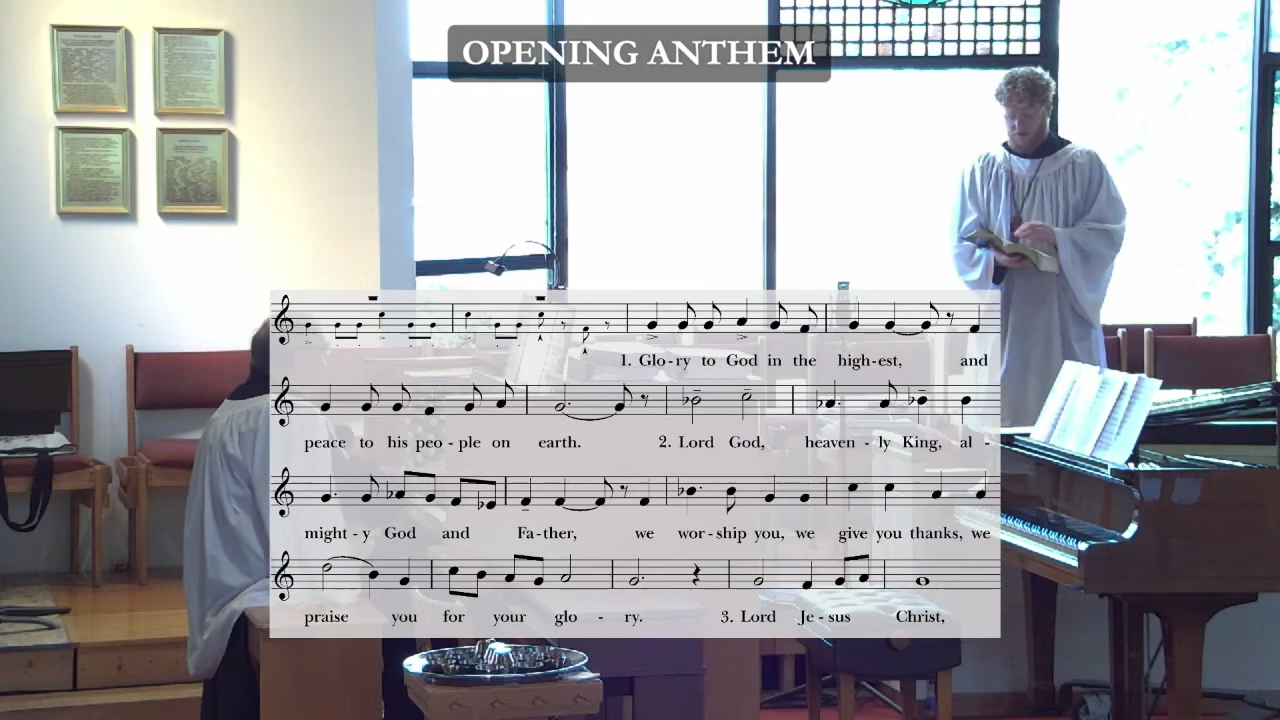 OPENING ANTHEM
1. Glo-ry to God in the high-est, and
peace to his peo - ple on earth. 2. Lord God, heaven - ly King, al -
might - y God and Fa-ther, we wor-ship you, we give you thanks, we
praise you for your glo - ry. 3. Lord Je - sus Christ,